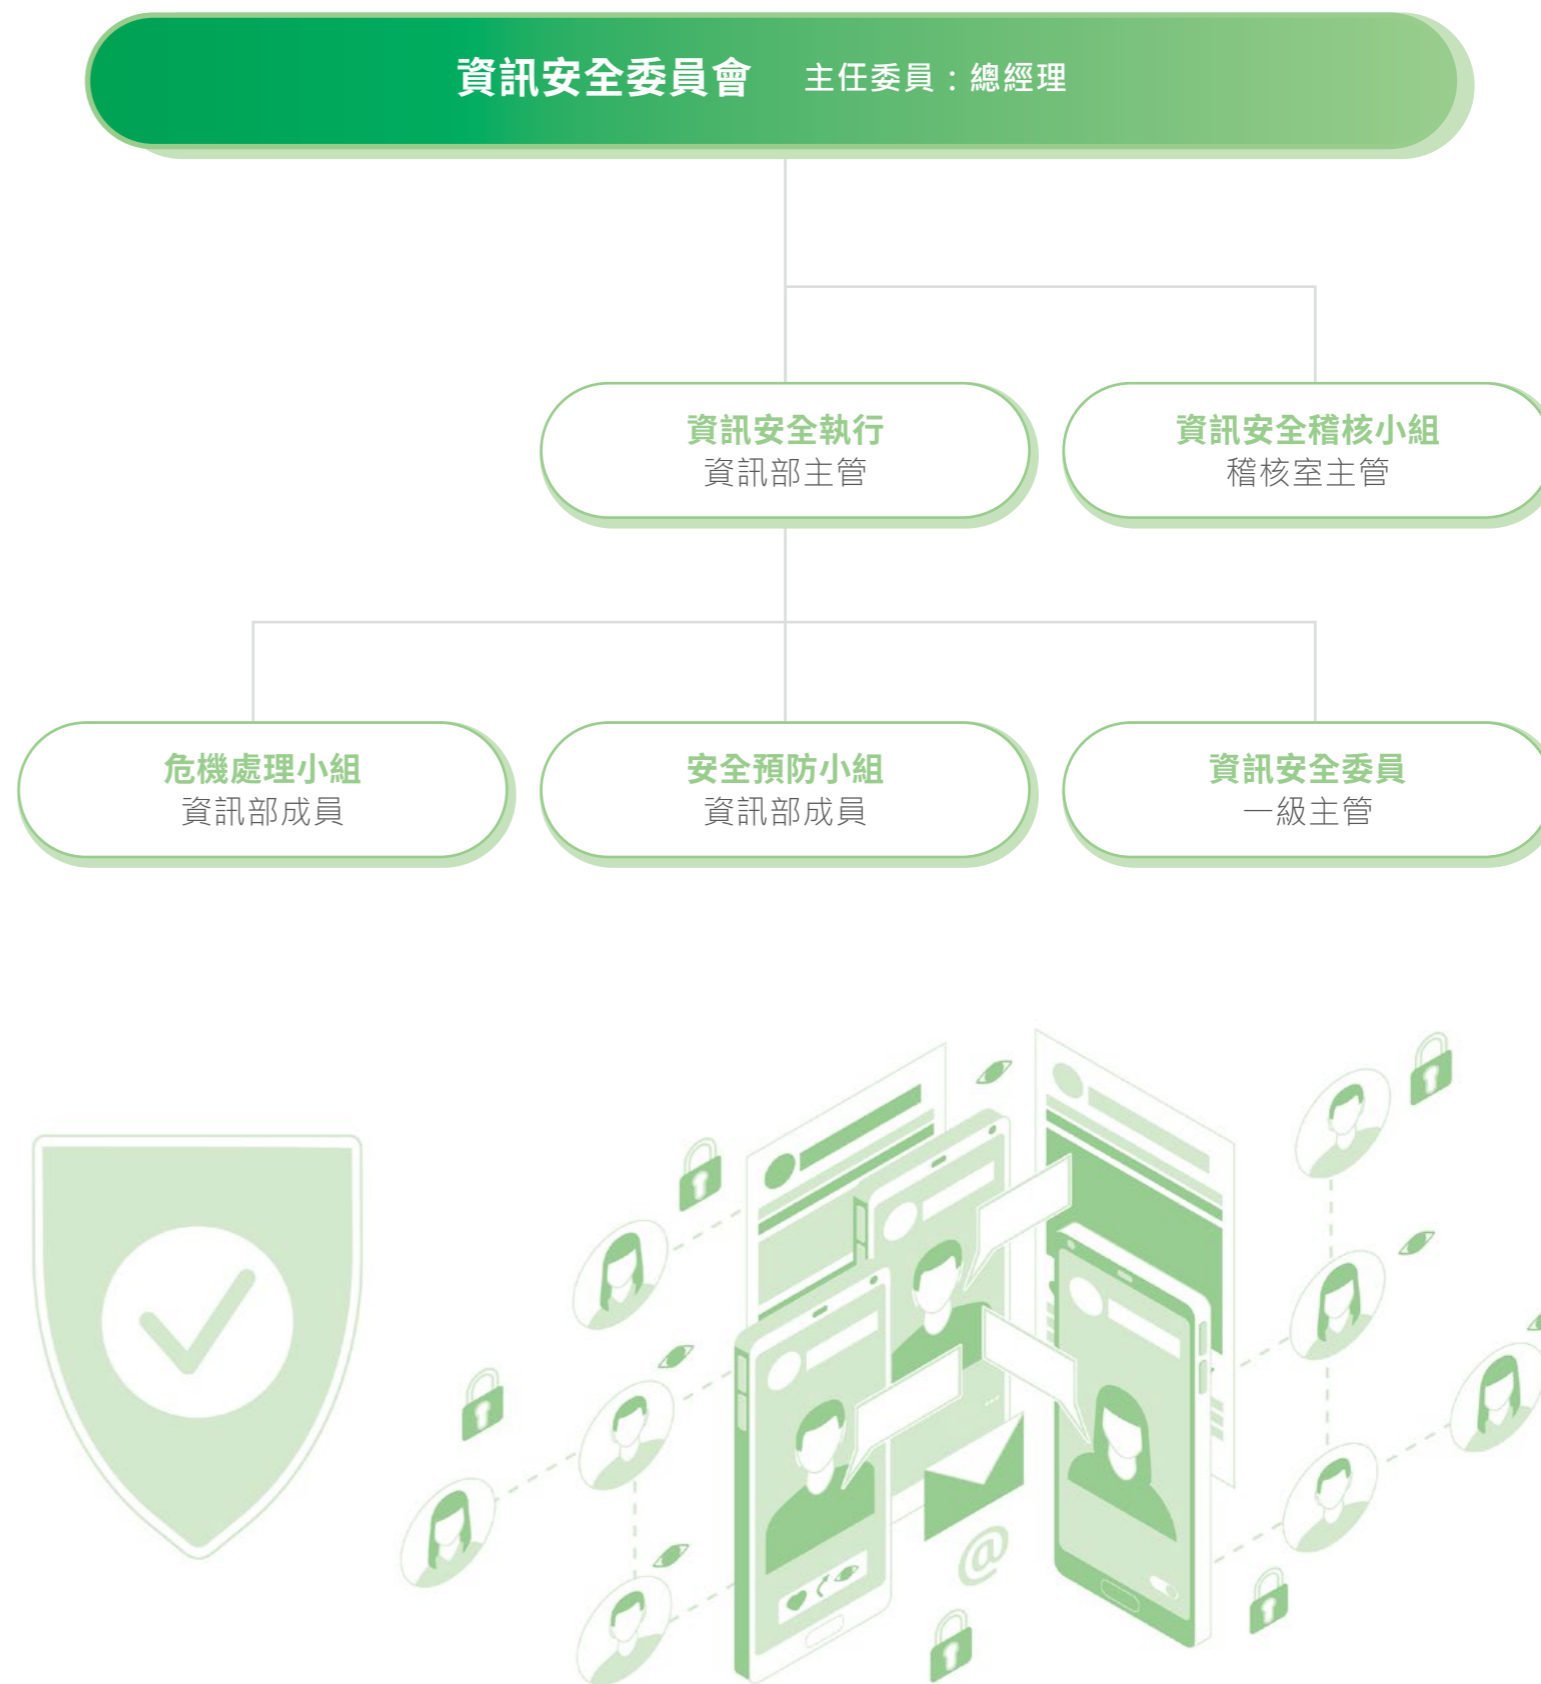 資訊安全委員會 主任委員：總經理
資訊安全執行
資訊部主管
資訊安全稽核小組
稽核室主管
危機處理小組
資訊部成員
安全預防小組
資訊部成員
資訊安全委員
一級主管
@